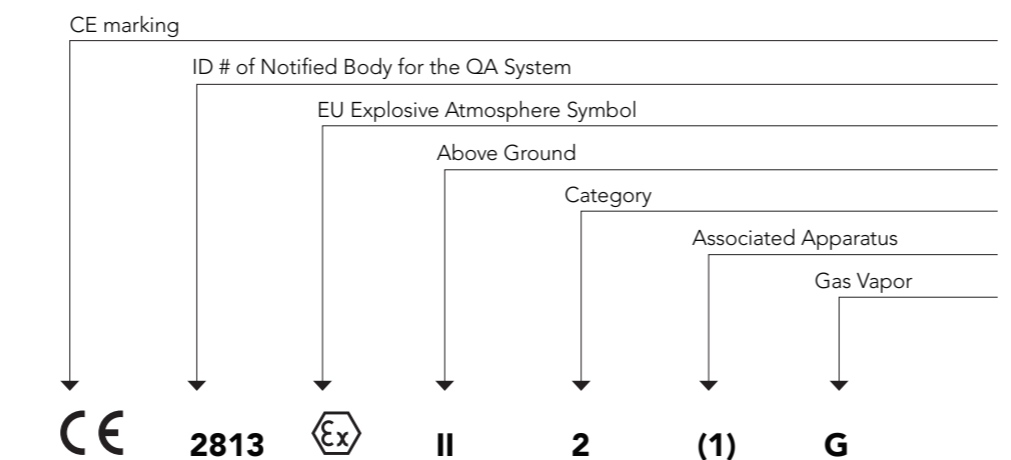 CE marking
ID # of Notified Body for the QA System
EU Explosive Atmosphere Symbol
Above Ground
Category
Associated Apparatus
Gas Vapor
CE 2813 Ex II 2 (1) G